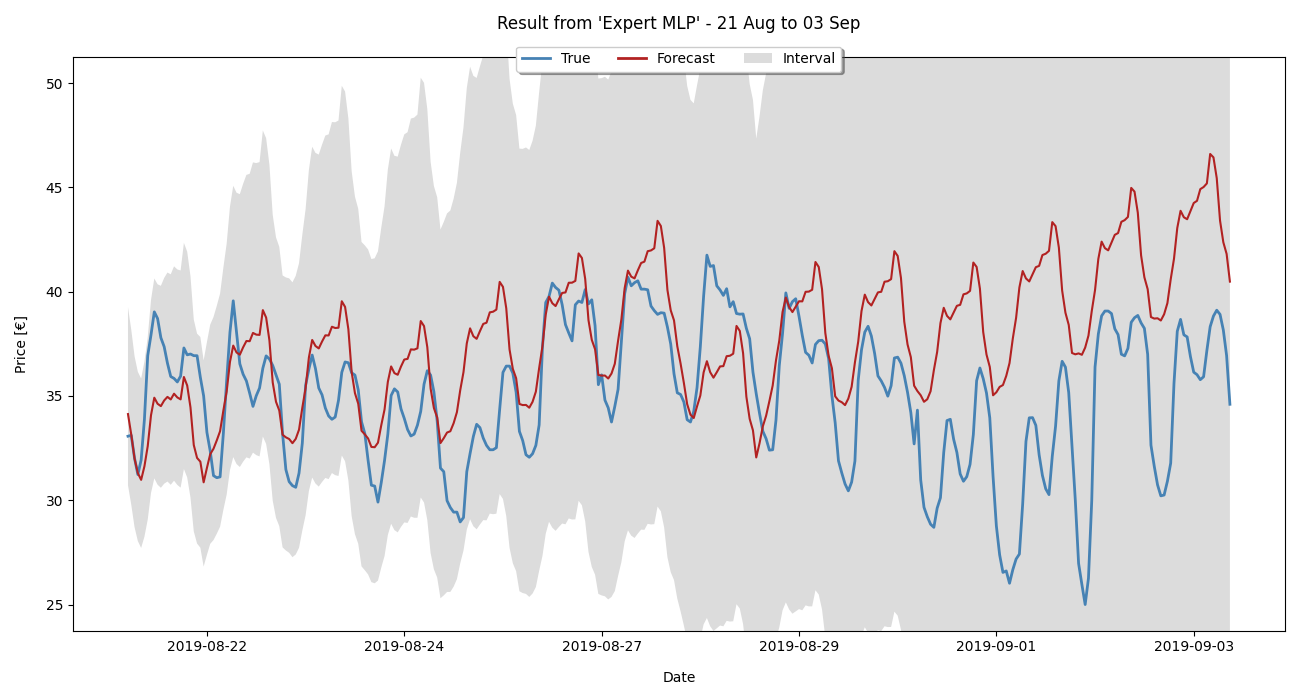 Result from 'Expert MLP' - 21 Aug to 03 Sep
True Forecast Interval
50
45
40
35
30
25
Price [€]
2019-08-22 2019-08-24 2019-08-27 2019-08-29 2019-09-01 2019-09-03
Date